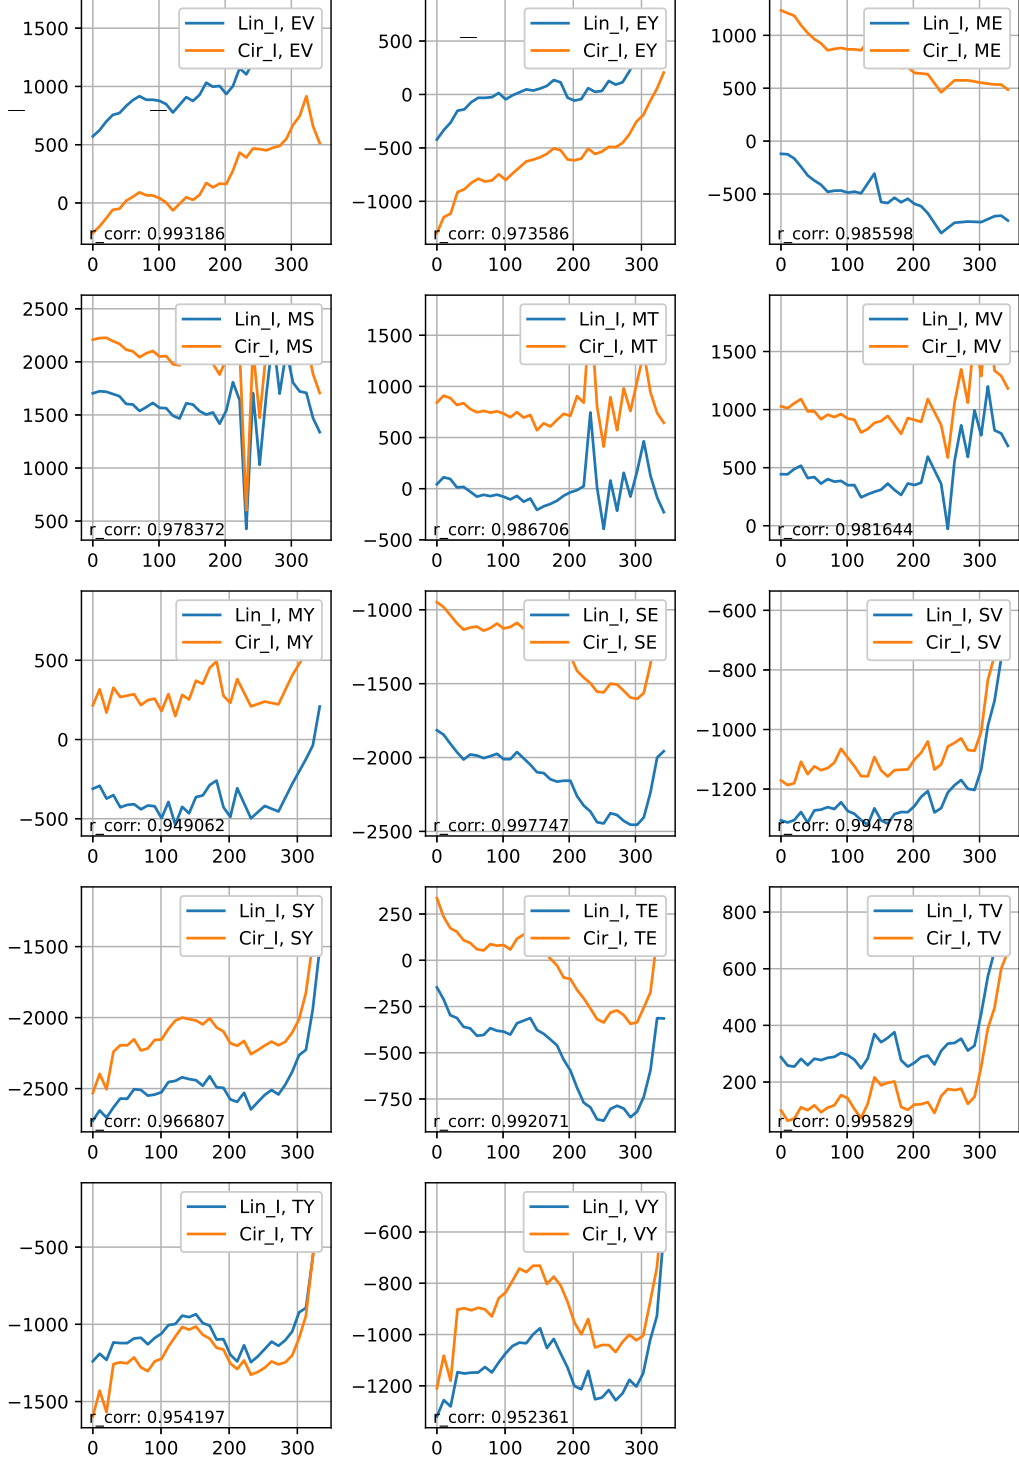 1500
1000
500
0
Lin_I, EV
Cir_I, EV
r_corr: 0.993186
0 100 200 300
500
0
−500
−1000
Lin_I, EY
Cir_I, EY
r_corr: 0.973586
0 100 200 300
1000
500
0
−500
Lin_I, ME
Cir_I, ME
r_corr: 0.985598
0 100 200 300
2500
2000
1500
1000
500
Lin_I, MS
Cir_I, MS
r_corr: 0.978372
0 100 200 300
1500
1000
500
0
−500
Lin_I, MT
Cir_I, MT
r_corr: 0.986706
0 100 200 300
1500
1000
500
0
Lin_I, MV
Cir_I, MV
r_corr: 0.981644
0 100 200 300
500
0
−500
Lin_I, MY
Cir_I, MY
r_corr: 0.949062
0 100 200 300
−1000
−1500
−2000
−2500
Lin_I, SE
Cir_I, SE
r_corr: 0.997747
0 100 200 300
−600
−800
−1000
−1200
Lin_I, SV
Cir_I, SV
r_corr: 0.994778
0 100 200 300
−1500
−2000
−2500
Lin_I, SY
Cir_I, SY
r_corr: 0.966807
0 100 200 300
250
0
−250
−500
−750
Lin_I, TE
Cir_I, TE
r_corr: 0.992071
0 100 200 300
800
600
400
200
Lin_I, TV
Cir_I, TV
r_corr: 0.995829
0 100 200 300
−500
−1000
−1500
Lin_I, TY
Cir_I, TY
r_corr: 0.954197
0 100 200 300
−600
−800
−1000
−1200
Lin_I, VY
Cir_I, VY
r_corr: 0.952361
0 100 200 300